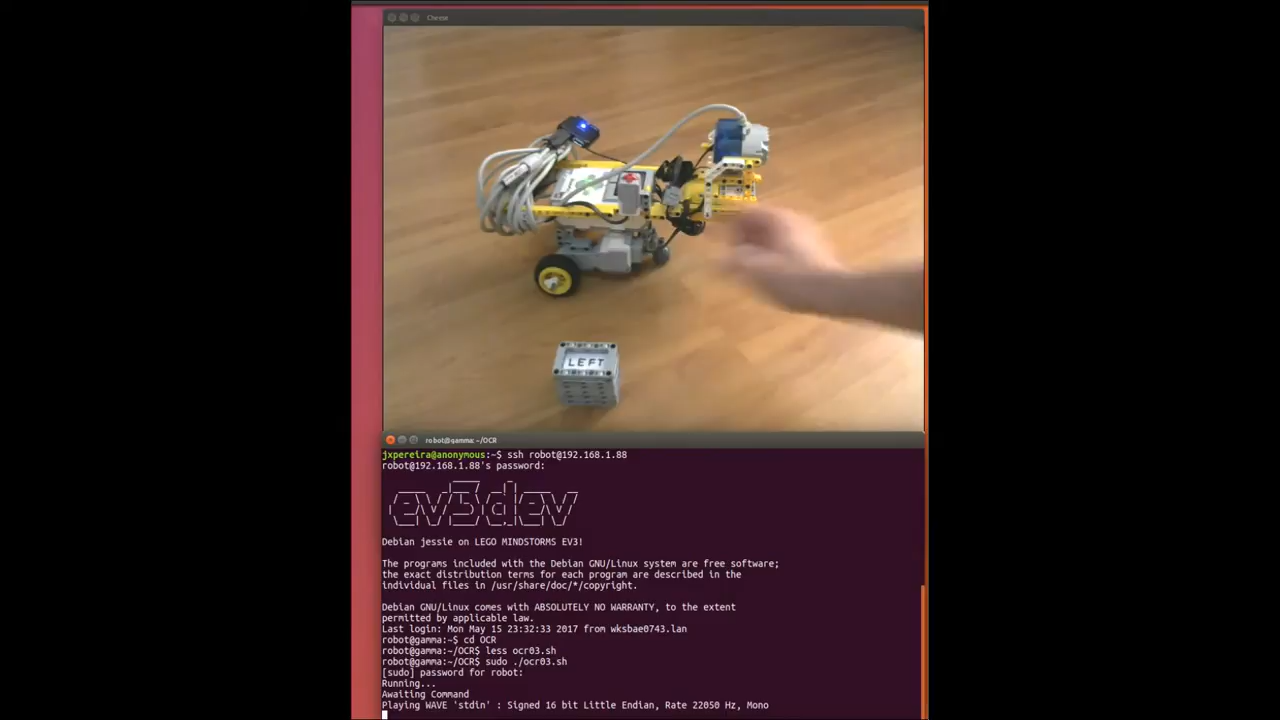 Cheese
LEFT
robot@gamma:~/OCR
jxpereira@anonymous:~$ ssh robot@192.168.1.88
robot@192.168.1.88's password:
ev3dev
Debian jessie on LEGO MINDSTORMS EV3!
The programs included with the Debian GNU/Linux system are free software;
the exact distribution terms for each program are described in the
individual files in /usr/share/doc/*/copyright.
Debian GNU/Linux comes with ABSOLUTELY NO WARRANTY, to the extent
permitted by applicable law.
Last login: Mon May 15 23:32:33 2017 from wksbae0743.lan
robot@gamma:~$ cd OCR
robot@gamma:~/OCR$ less ocr03.sh
robot@gamma:~/OCR$ sudo ./ocr03.sh
[sudo] password for robot:
Running...
Awaiting Command
Playing WAVE 'stdin' : Signed 16 bit Little Endian, Rate 22050 Hz, Mono